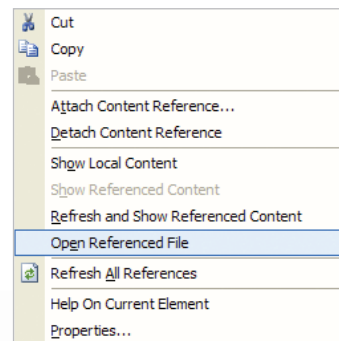 Cut
Copy
Paste
Attach Content Reference...
Detach Content Reference
Show Local Content
Show Referenced Content
Refresh and Show Referenced Content
Open Referenced File
Refresh All References
Help On Current Element
Properties...